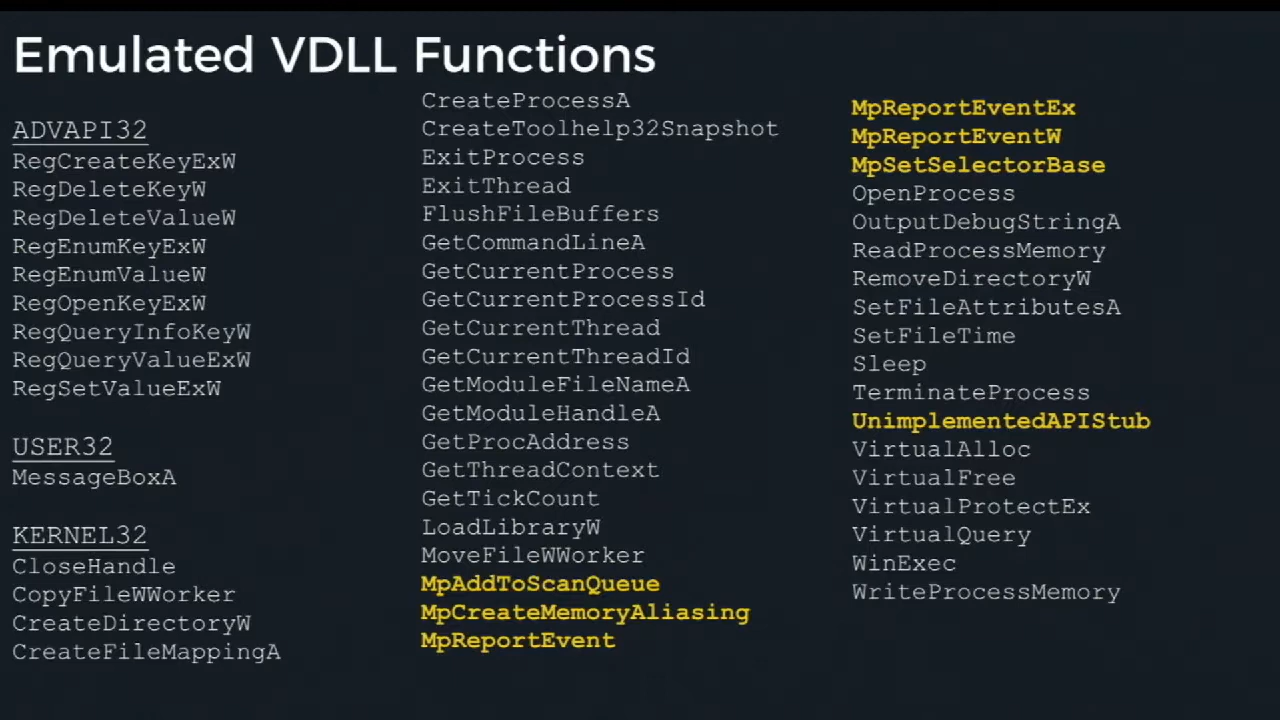 Emulated VDLL Functions
ADVAPI32
RegCreateKeyExW
RegDeleteKeyW
RegDeleteValueW
RegEnumKeyExW
RegEnumValueW
RegOpenKeyExW
RegQueryInfoKeyW
RegQueryValueExW
RegSetValueExW
USER32
MessageBoxA
KERNEL32
CloseHandle
CopyFileWWorker
CreateDirectoryW
CreateFileMappingA
CreateProcessA
CreateToolhelp32Snapshot
ExitProcess
ExitThread
FlushFileBuffers
GetCommandLineA
GetCurrentProcess
GetCurrentProcessId
GetCurrentThread
GetCurrentThreadId
GetModuleFileNameA
GetModuleHandleA
GetProcAddress
GetThreadContext
GetTickCount
LoadLibraryW
MoveFileWWorker
MpAddToScanQueue
MpCreateMemoryAliasing
MpReportEvent
MpReportEventEx
MpReportEventW
MpSetSelectorBase
OpenProcess
OutputDebugStringA
ReadProcessMemory
RemoveDirectoryW
SetFileAttributesA
SetFileTime
Sleep
TerminateProcess
UnimplementedAPIStub
VirtualAlloc
VirtualFree
VirtualProtectEx
VirtualQuery
WinExec
WriteProcessMemory